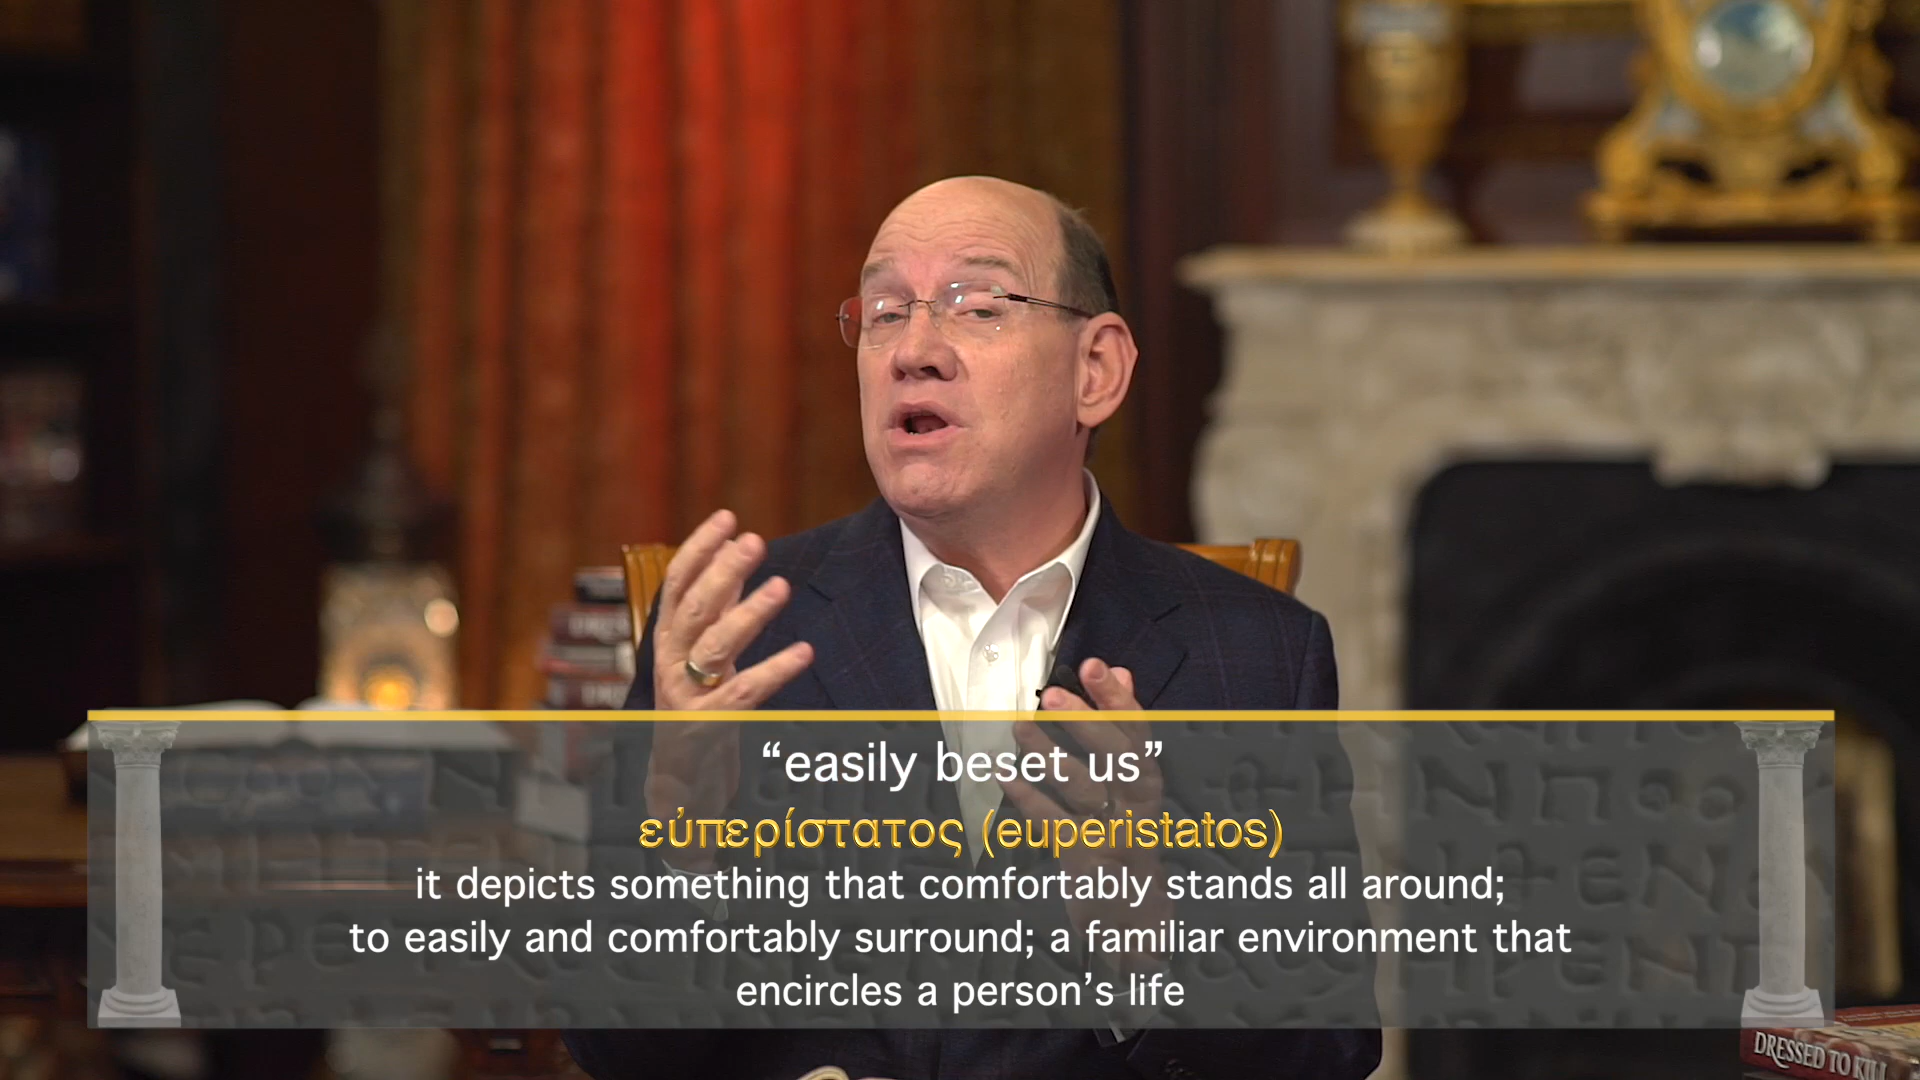 “easily beset us”
εὐπερίστατος (euperistatos)
it depicts something that comfortably stands all around;
to easily and comfortably surround; a familiar environment that
encircles a person’s life
DRESSED TO KILL